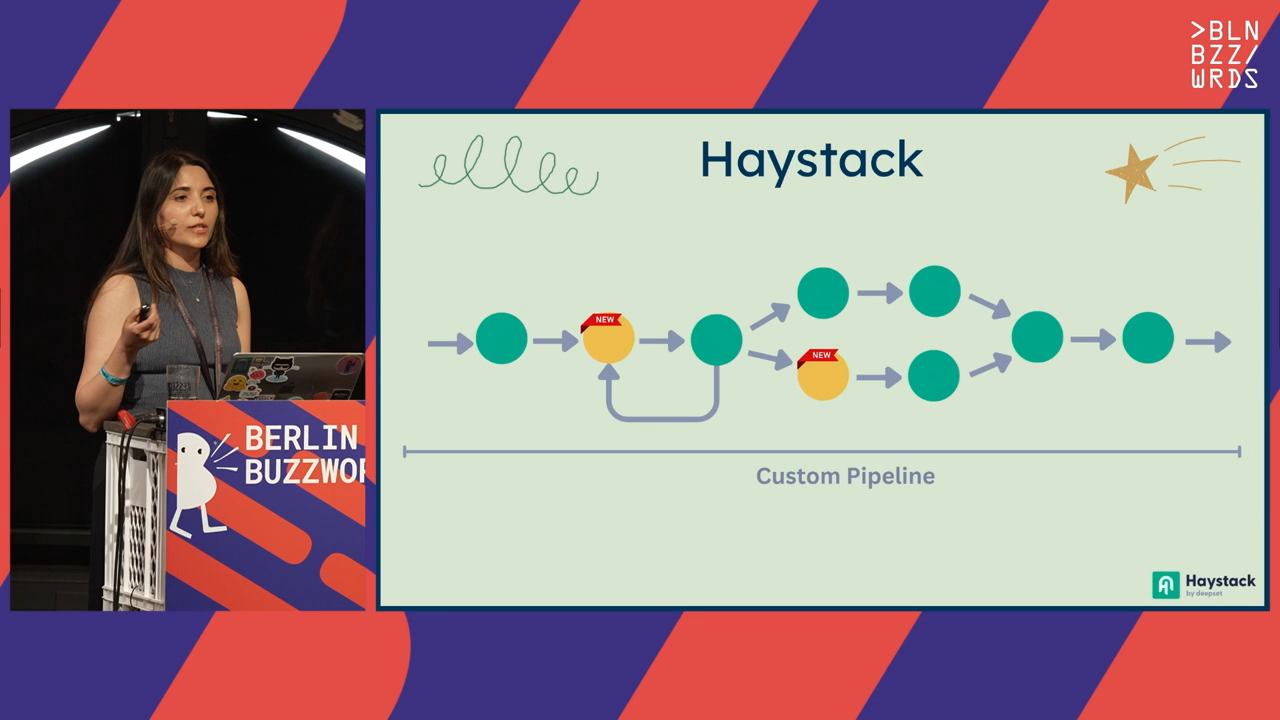 >BLN
BZZ/
WRDS
Haystack
NEW
NEW
Custom Pipeline
BERLIN
BUZZWOR
Haystack
by deepset